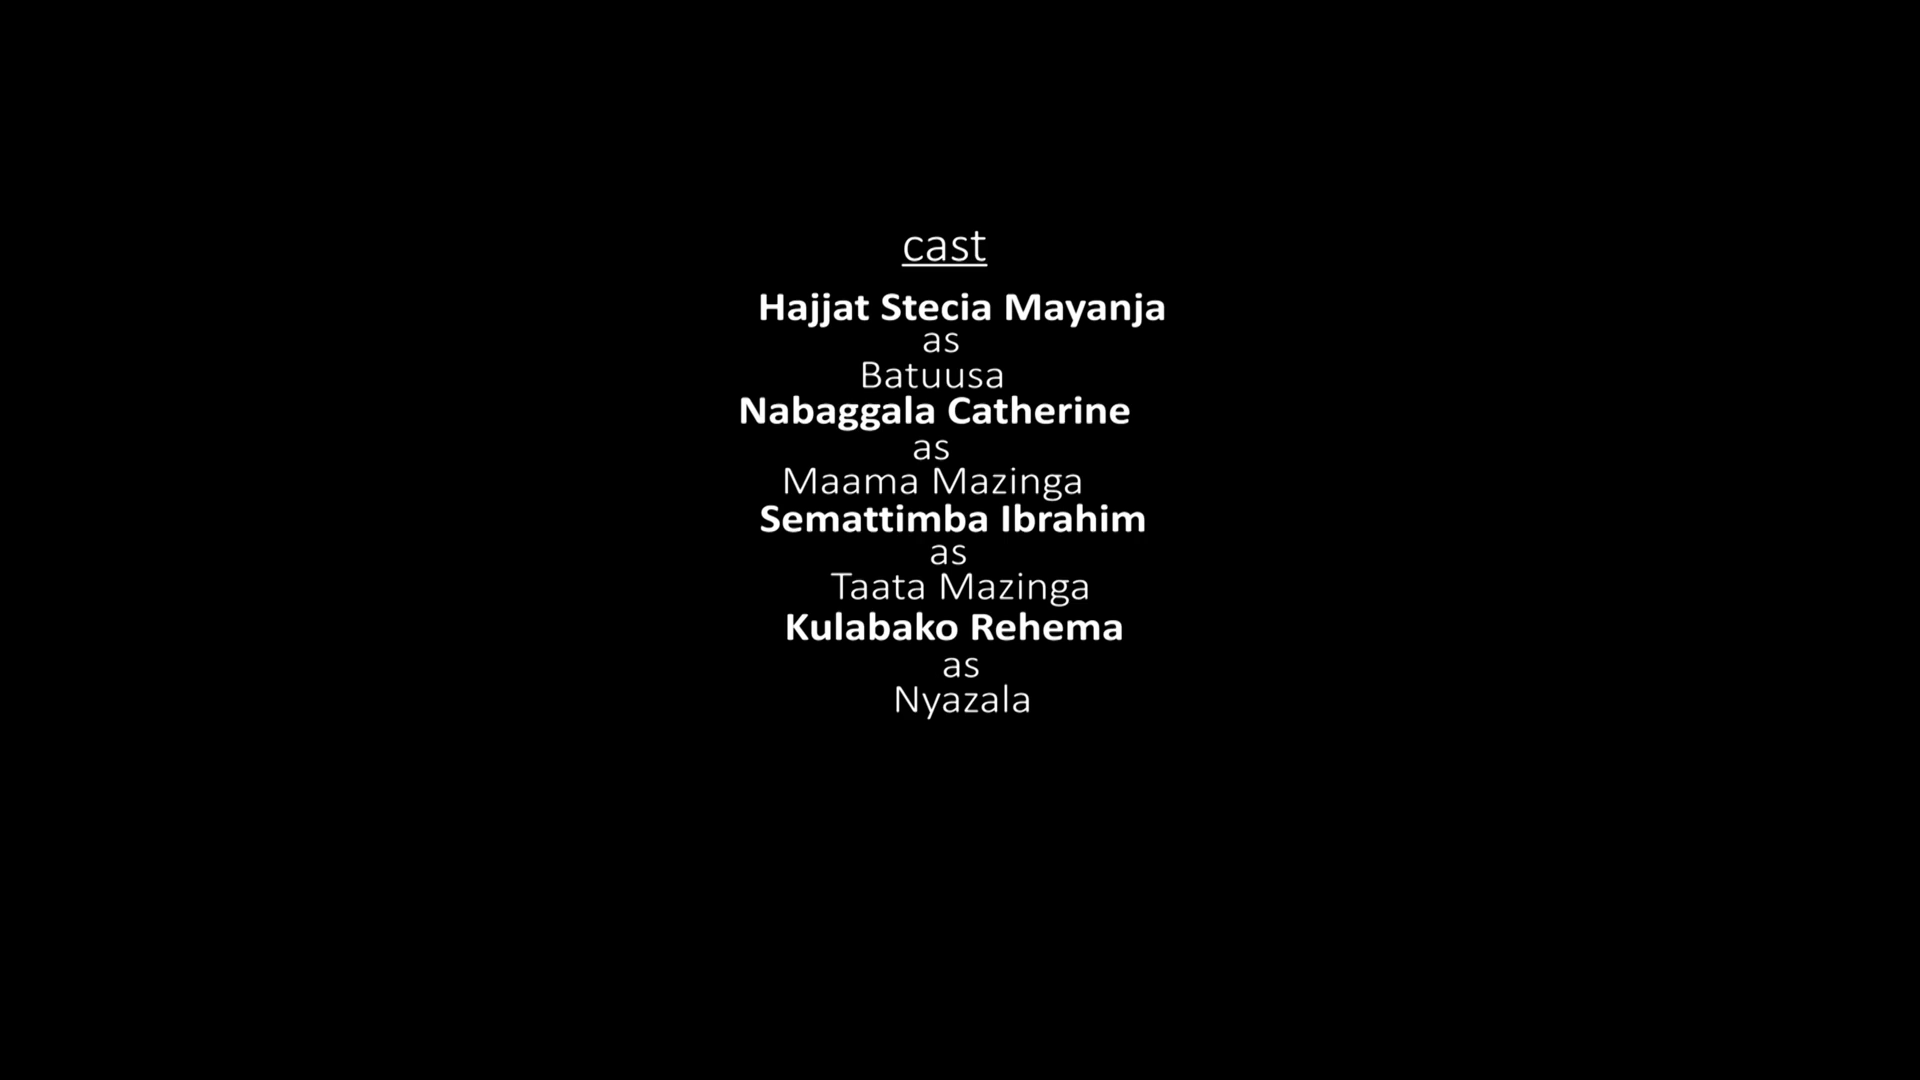 cast
Hajjat Stecia Mayanja
as
Batuusa
Nabaggala Catherine
as
Maama Mazinga
Semattimba Ibrahim
as
Taata Mazinga
Kulabako Rehema
as
Nyazala